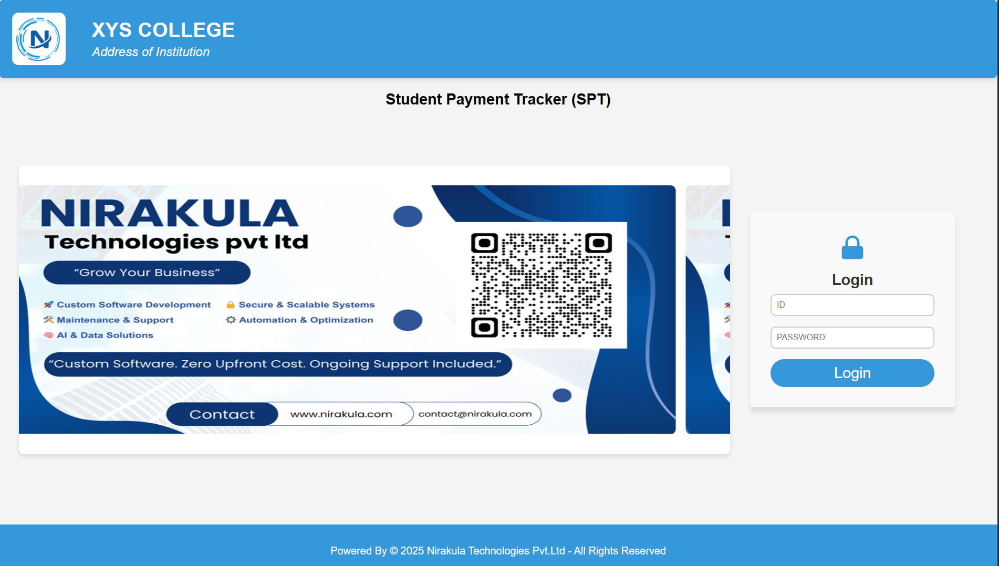 XYS COLLEGE
Address of Institution
Student Payment Tracker (SPT)
NIRAKULA
Technologies pvt ltd
“Grow Your Business”
Custom Software Development
Secure & Scalable Systems
Maintenance & Support
Automation & Optimization
AI & Data Solutions
“Custom Software. Zero Upfront Cost. Ongoing Support Included.”
Contact
www.nirakula.com
contact@nirakula.com
Login
ID
PASSWORD
Login
Powered By © 2025 Nirakula Technologies Pvt.Ltd - All Rights Reserved